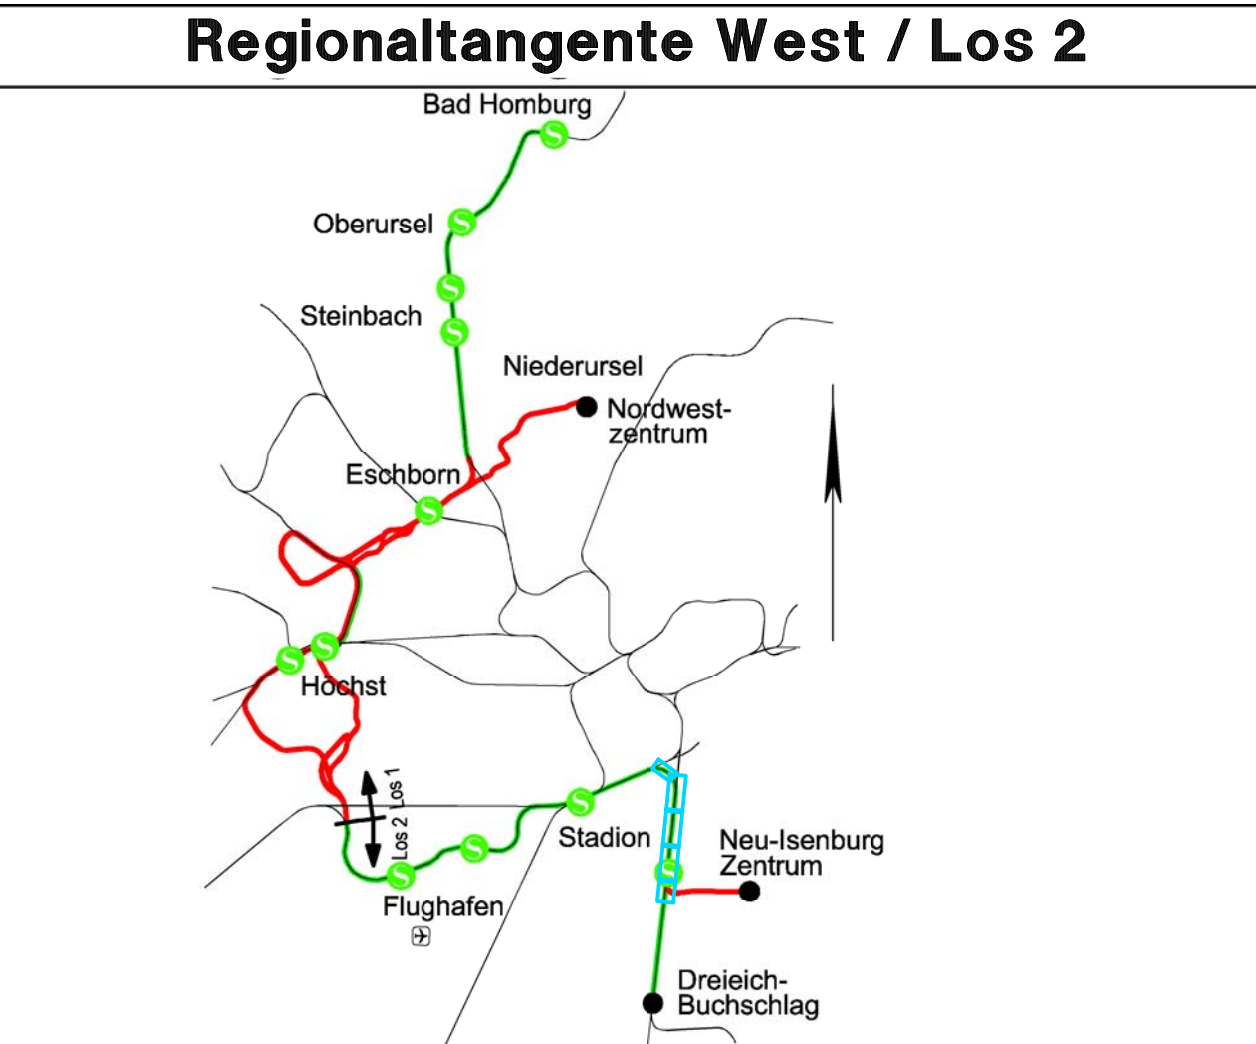 Regionaltangente West / Los 2
Bad Homburg
S
Oberursel
S
S
Steinbach
S
Niederursel
Nordwest-
zentrum
Eschborn
S
S
S
Höchst
Los 1
Los 2
S
Stadion
Neu-Isenburg
Zentrum
S
S
S
Flughafen
Dreieich-
Buchschlag